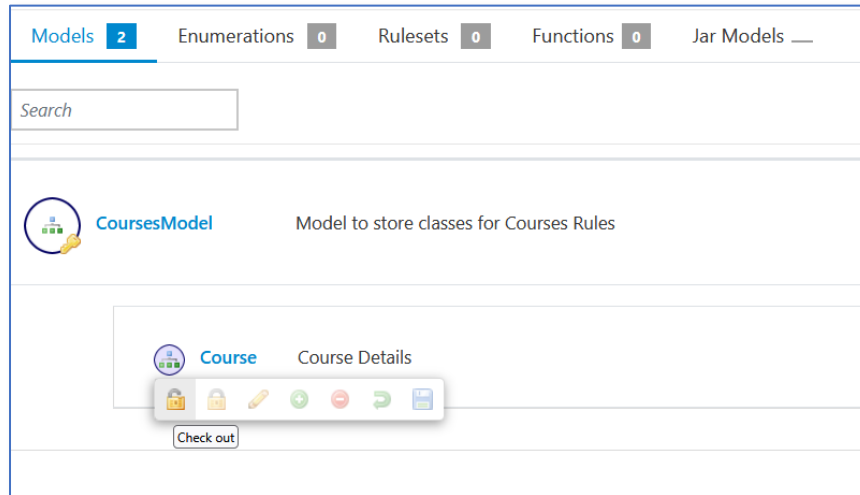 Models 2 Enumerations 0 Rulesets 0 Functions 0 Jar Models
Search
CoursesModel Model to store classes for Courses Rules
Course Course Details
Check out